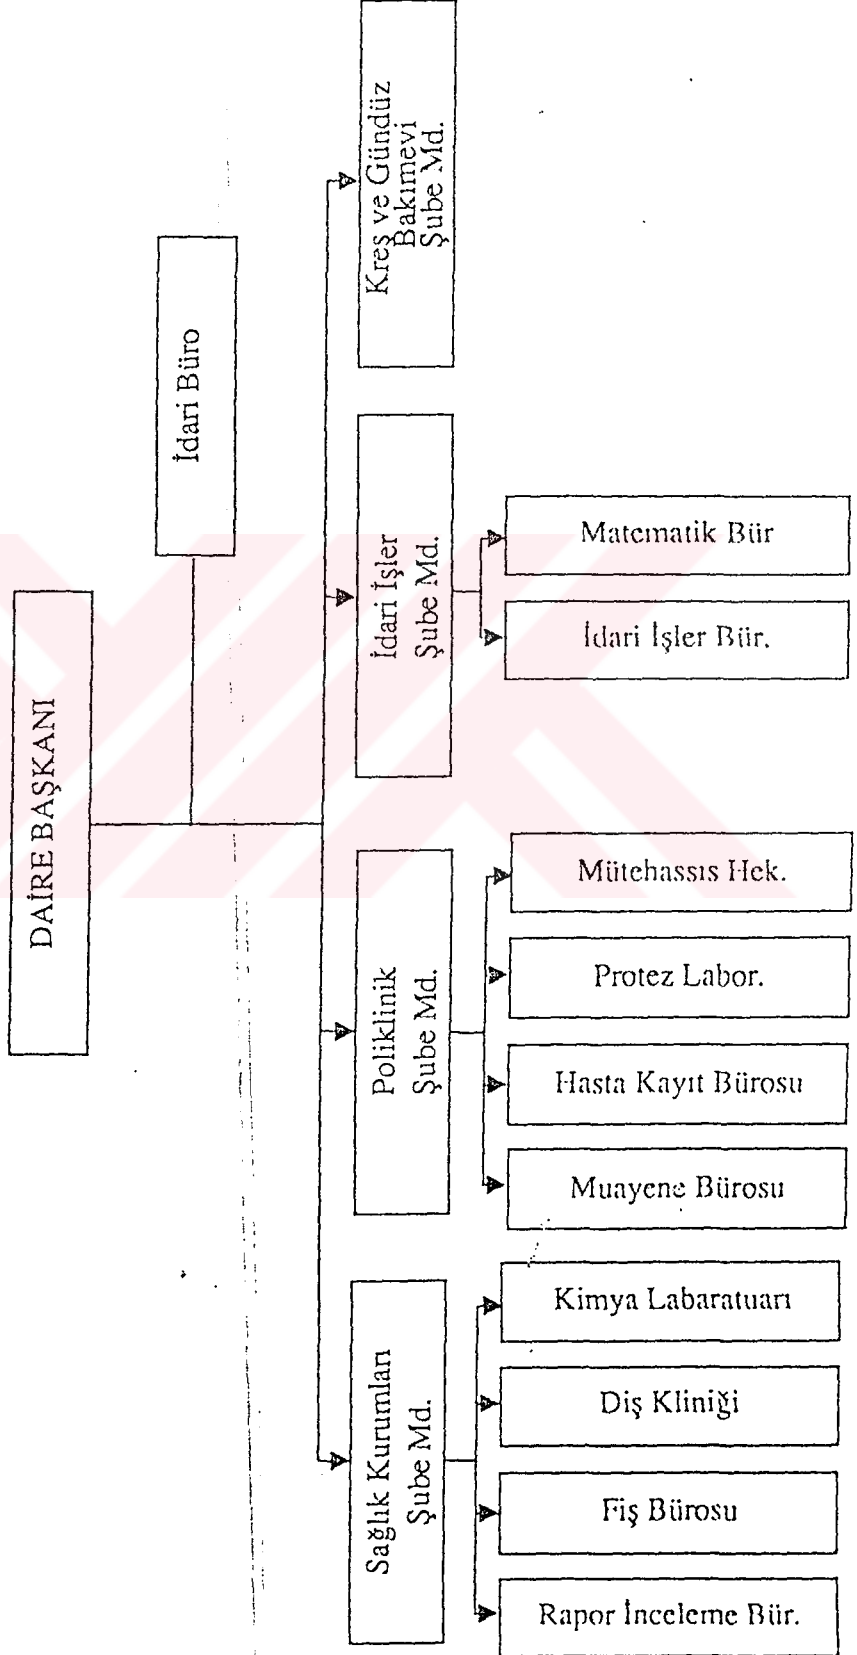 DAİRE BAŞKANI
İdari Büro
Sağlık Kurumları
Şube Md.
Poliklinik
Şube Md.
İdari İşler
Şube Md.
Kreş ve Gündüz
Bakımevi
Şube Md.
Rapor İnceleme Bür.
Fiş Bürosu
Diş Kliniği
Kimya Labaratuarı
Muayene Bürosu
Hasta Kayıt Bürosu
Protez Labor.
Mütehassıs Hek.
İdari İşler Bür.
Matematik Bür